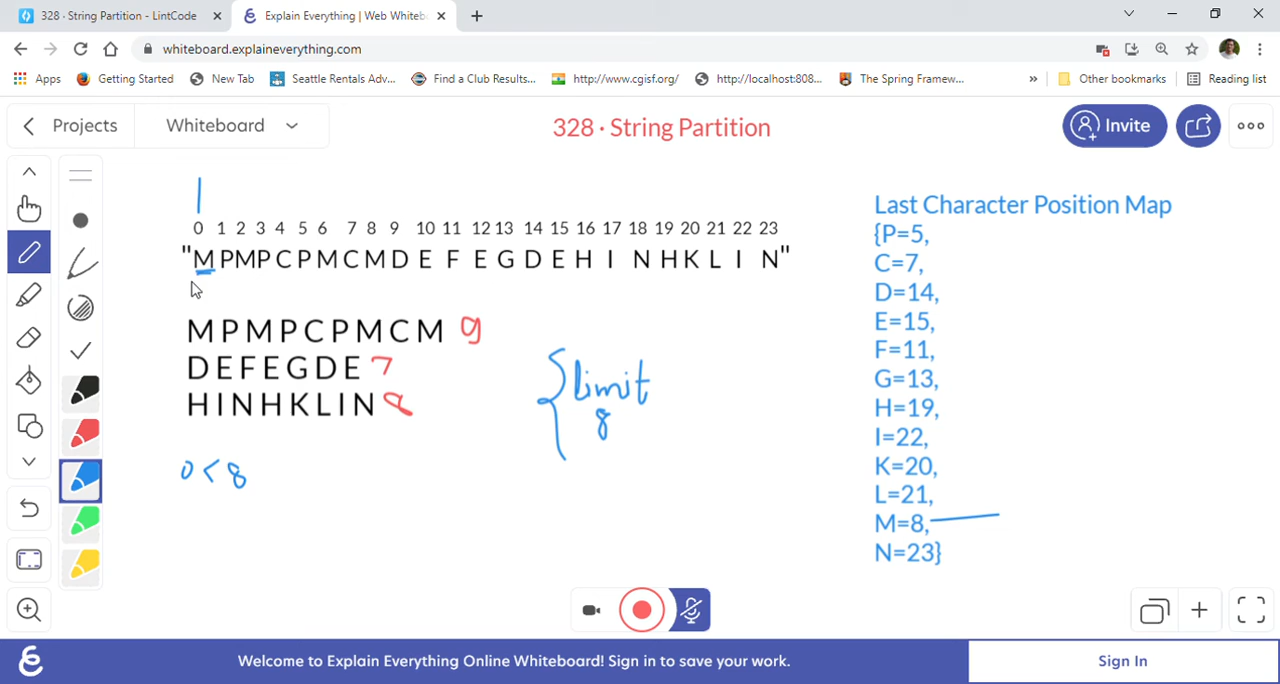 328 · String Partition - LintCode
Explain Everything | Web Whitebo
whiteboard.explaineverything.com
Apps
Getting Started
New Tab
Seattle Rentals Adv...
Find a Club Results...
http://www.cgisf.org/
http://localhost:808...
The Spring Framew...
»
Other bookmarks
Reading list
Projects
Whiteboard
328 · String Partition
Invite
0 1 2 3 4 5 6 7 8 9 10 11 12 13 14 15 16 17 18 19 20 21 22 23
"M P M P C P M C M D E F E G D E H I N H K L I N"
M P M P C P M C M 9
D E F E G D E 7
H I N H K L I N 8
limit
8
0 < 8
Last Character Position Map
{P=5,
C=7,
D=14,
E=15,
F=11,
G=13,
H=19,
I=22,
K=20,
L=21,
M=8,
N=23}
Welcome to Explain Everything Online Whiteboard! Sign in to save your work.
Sign In